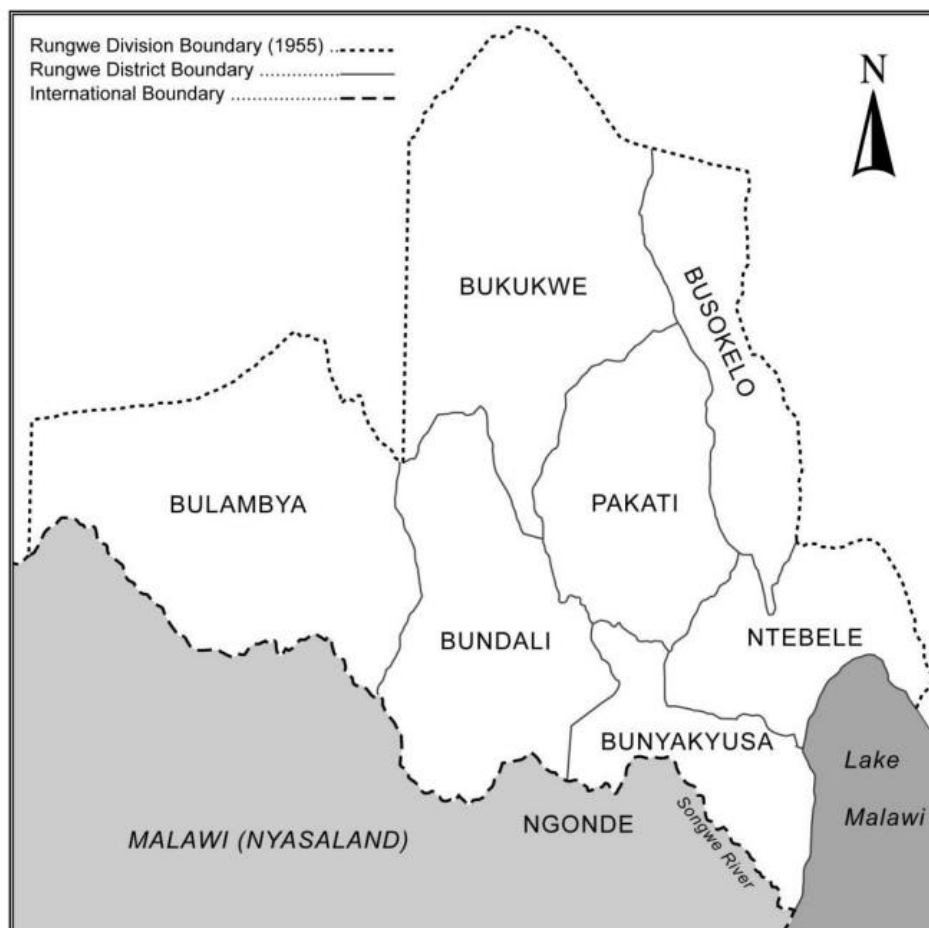 Rungwe Division Boundary (1955) ..
Rungwe District Boundary ..............
International Boundary ...................
N
BUKUKWE
BUSOKELO
BULAMBYA
PAKATI
BUNDALI
NTEBELE
BUNYAKYUSA
Lake
Malawi
NGONDE
Songwe River
MALAWI (NYASALAND)